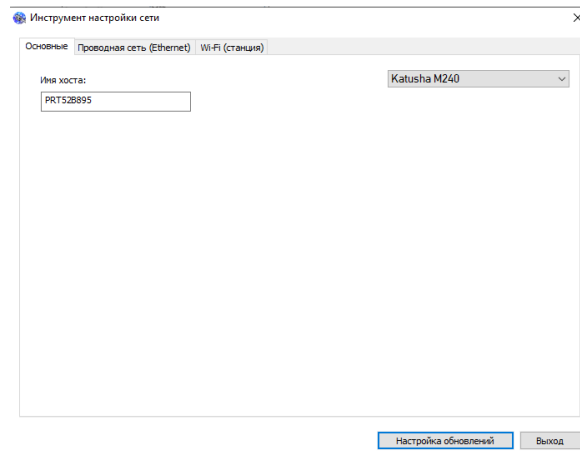 Инструмент настройки сети
Основные Проводная сеть (Ethernet) Wi-Fi (станция)
Имя хоста:
Katusha M240
PRT52B895
Настройка обновлений Выход